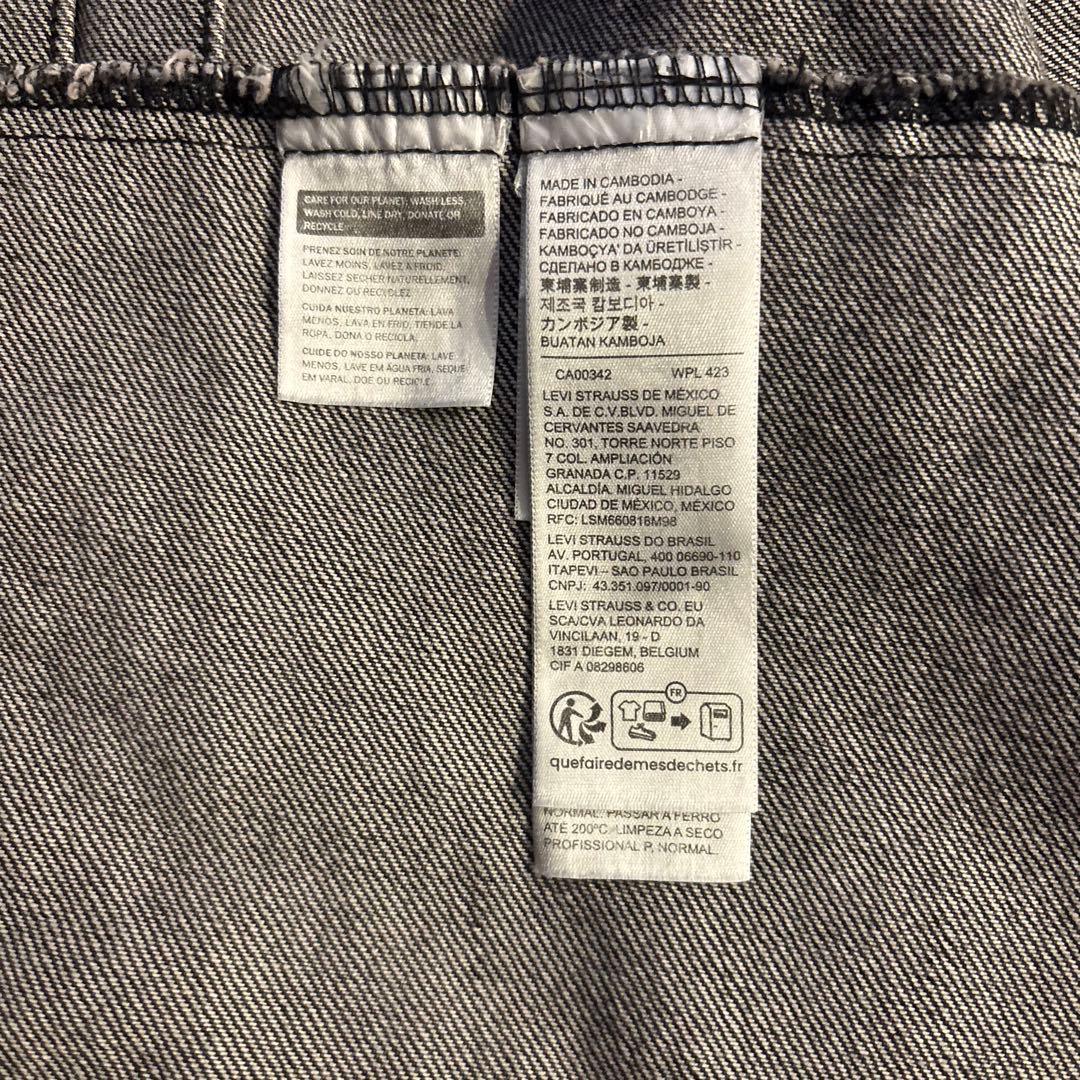 CARE FOR OUR PLANET: WASH LESS,
WASH COLD, LINE DRY, DONATE OR
RECYCLE
PRENEZ SOIN DE NOTRE PLANETE:
LAVEZ MOINS, LAVEZ À FROID,
LAISSEZ SECHER NATURELLEMENT,
DONNEZ OU RECYCLEZ
CUIDA NUESTRO PLANETA: LAVA
MENOS, LAVA EN FRIO, TIENDE LA
ROPA, DONA O RECICLA.
CUIDE DO NOSSO PLANETA: LAVE
MENOS, LAVE EM ÁGUA FRIA, SEQUE
EM VARAL, DOE OU RECICLE.
MADE IN CAMBODIA -
FABRIQUÉ AU CAMBODGE -
FABRICADO EN CAMBOYA -
FABRICADO NO CAMBOJA -
KAMBOÇYA' DA ÜRETİLİŞTİR -
СДЕЛАНО В КАМБОДЖЕ -
柬埔寨制造 - 柬埔寨製 -
제조국 캄보디아 -
カンボジア製 -
BUATAN KAMBOJA
CA00342 WPL 423
LEVI STRAUSS DE MÉXICO
S.A. DE C.V.BLVD. MIGUEL DE
CERVANTES SAAVEDRA
NO. 301, TORRE NORTE PISO
7 COL. AMPLIACIÓN
GRANADA C.P. 11529
ALCALDÍA. MIGUEL HIDALGO
CIUDAD DE MÉXICO, MÉXICO
RFC: LSM660818M98
LEVI STRAUSS DO BRASIL
AV. PORTUGAL, 400 06690-110
ITAPEVI – SAO PAULO BRASIL
CNPJ: 43.351.097/0001-90
LEVI STRAUSS & CO. EU
SCA/CVA LEONARDO DA
VINCILAAN, 19 - D
1831 DIEGEM, BELGIUM
CIF A 08298606
FR
quefairedemesdechets.fr
NORMAL. PASSAR A FERRO
ATÉ 200ºC. LIMPEZA A SECO
PROFISSIONAL P, NORMAL.